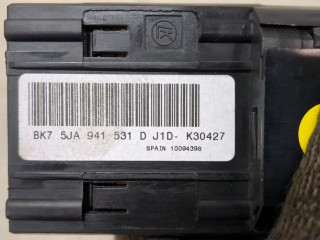 BK7 5JA 941 531 D J1D- K30427
SPAIN 10094398